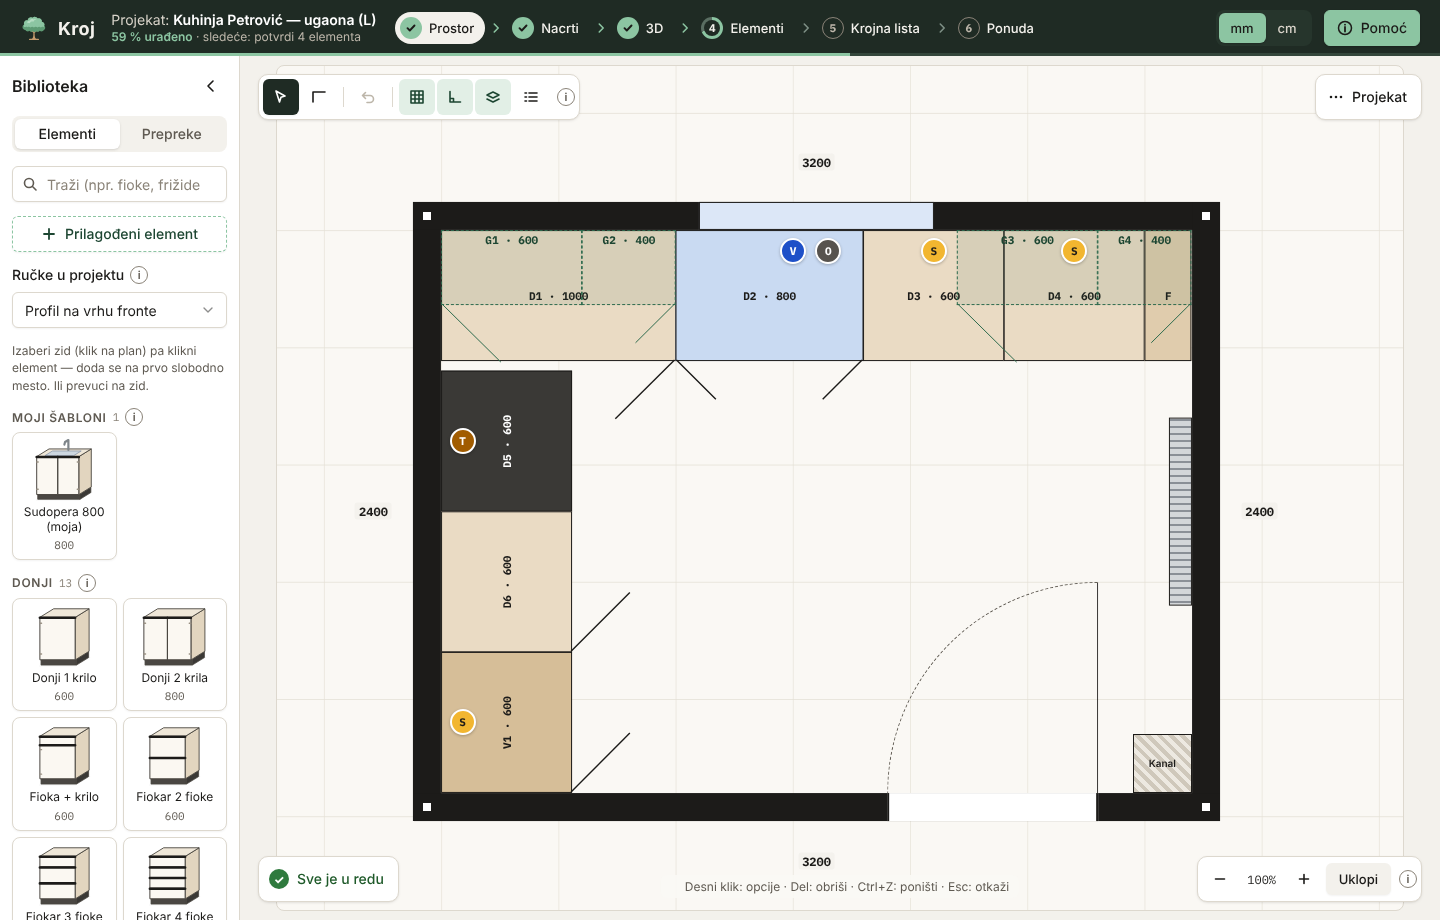 Kroj
Projekat: Kuhinja Petrović — ugaona (L)
59 % urađeno · sledeće: potvrdi 4 elementa
Prostor
Nacrti
3D
4 Elementi
5 Krojna lista
6 Ponuda
mm
cm
Pomoć
Biblioteka
Elementi
Prepreke
Traži (npr. fioke, frižide
+ Prilagođeni element
Ručke u projektu
Profil na vrhu fronte
Izaberi zid (klik na plan) pa klikni
element — doda se na prvo slobodno
mesto. Ili prevuci na zid.
MOJI ŠABLONI 1
Sudopera 800
(moja)
800
DONJI 13
Donji 1 krilo
600
Donji 2 krila
800
Fioka + krilo
600
Fiokar 2 fioke
600
Fiokar 3 fioke
Fiokar 4 fioke
··· Projekat
3200
G1 · 600
G2 · 400
V
O
S
G3 · 600
S
G4 · 400
D1 · 1000
D2 · 800
D3 · 600
D4 · 600
F
T
D5 · 600
2400
2400
D6 · 600
S
V1 · 600
Kanal
3200
Sve je u redu
Desni klik: opcije · Del: obriši · Ctrl+Z: poništi · Esc: otkaži
− 100% +
Uklopi